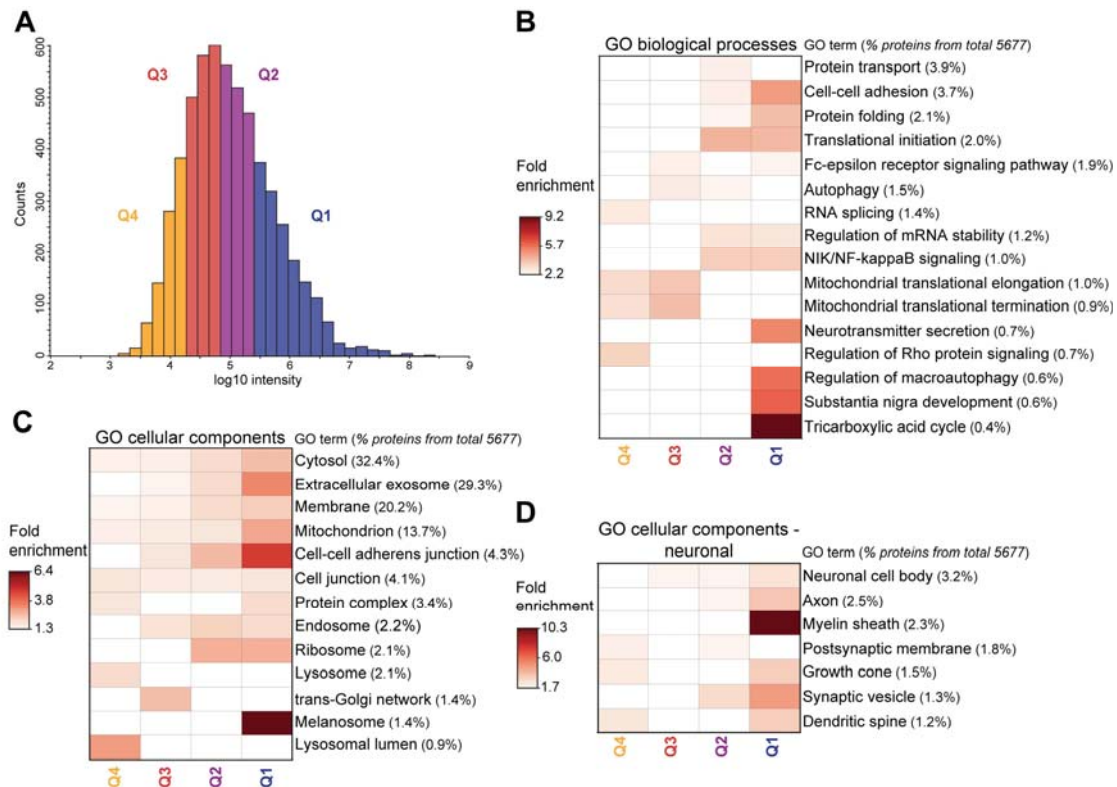 A
600
500
400
300
200
100
0
Counts
Q3
Q2
Q4
Q1
2 3 4 5 6 7 8 9
log10 intensity
B
GO biological processes GO term (% proteins from total 5677)
Protein transport (3.9%)
Cell-cell adhesion (3.7%)
Protein folding (2.1%)
Translational initiation (2.0%)
Fc-epsilon receptor signaling pathway (1.9%)
Autophagy (1.5%)
RNA splicing (1.4%)
Regulation of mRNA stability (1.2%)
NIK/NF-kappaB signaling (1.0%)
Mitochondrial translational elongation (1.0%)
Mitochondrial translational termination (0.9%)
Neurotransmitter secretion (0.7%)
Regulation of Rho protein signaling (0.7%)
Regulation of macroautophagy (0.6%)
Substantia nigra development (0.6%)
Tricarboxylic acid cycle (0.4%)
Fold
enrichment
9.2
5.7
2.2
Q4 Q3 Q2 Q1
C
GO cellular components GO term (% proteins from total 5677)
Cytosol (32.4%)
Extracellular exosome (29.3%)
Membrane (20.2%)
Mitochondrion (13.7%)
Cell-cell adherens junction (4.3%)
Cell junction (4.1%)
Protein complex (3.4%)
Endosome (2.2%)
Ribosome (2.1%)
Lysosome (2.1%)
trans-Golgi network (1.4%)
Melanosome (1.4%)
Lysosomal lumen (0.9%)
Fold
enrichment
6.4
3.8
1.3
Q4 Q3 Q2 Q1
D
GO cellular components -
neuronal
GO term (% proteins from total 5677)
Neuronal cell body (3.2%)
Axon (2.5%)
Myelin sheath (2.3%)
Postsynaptic membrane (1.8%)
Growth cone (1.5%)
Synaptic vesicle (1.3%)
Dendritic spine (1.2%)
Fold
enrichment
10.3
6.0
1.7
Q4 Q3 Q2 Q1